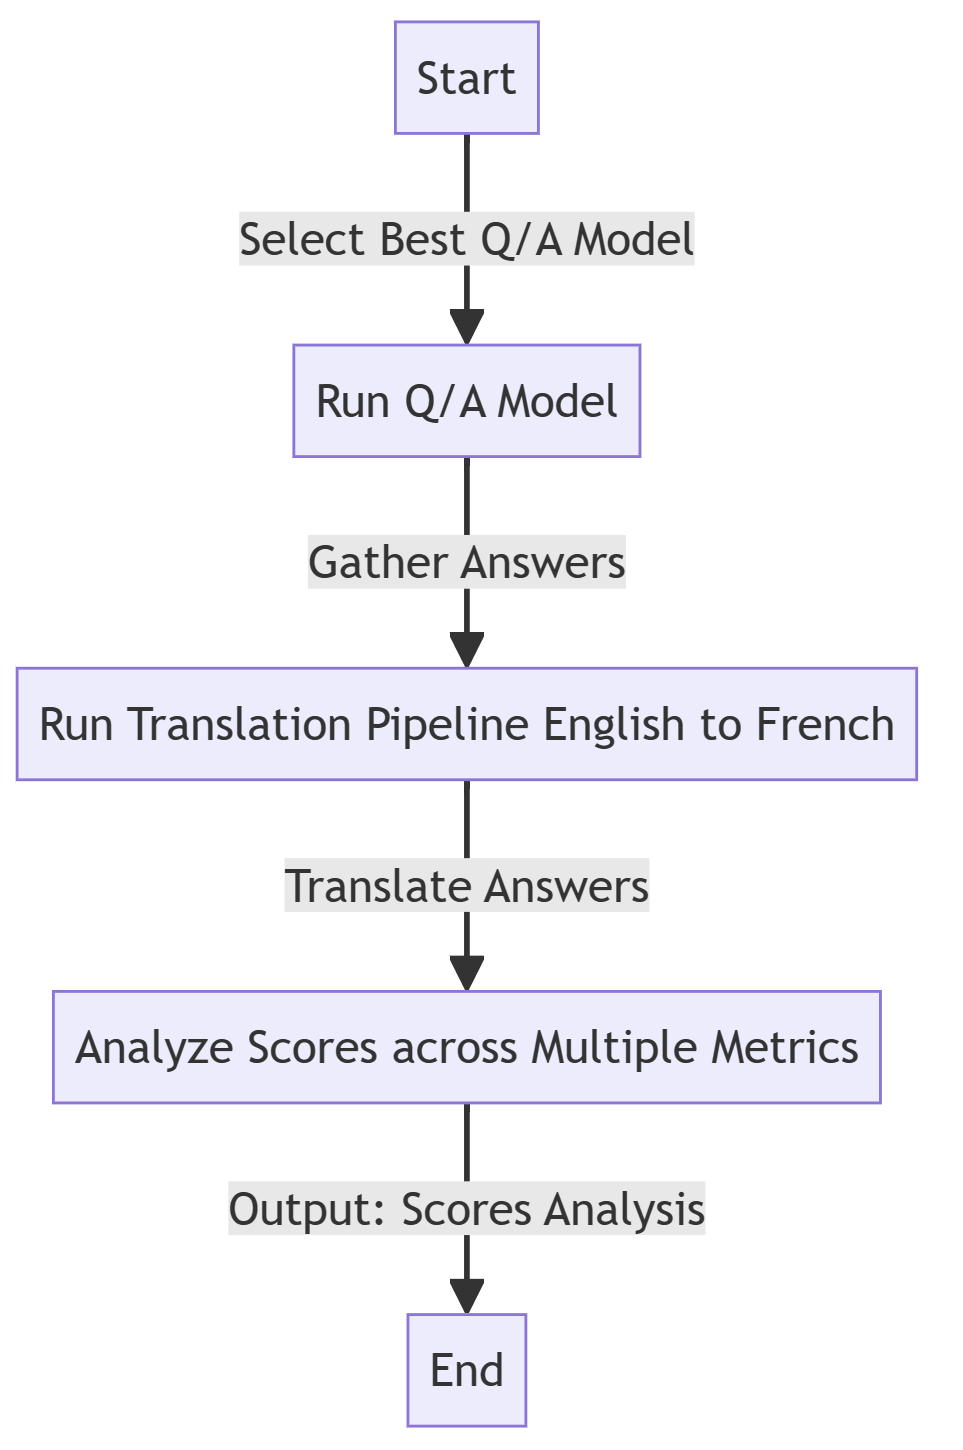 Start
Select Best Q/A Model
Run Q/A Model
Gather Answers
Run Translation Pipeline English to French
Translate Answers
Analyze Scores across Multiple Metrics
Output: Scores Analysis
End